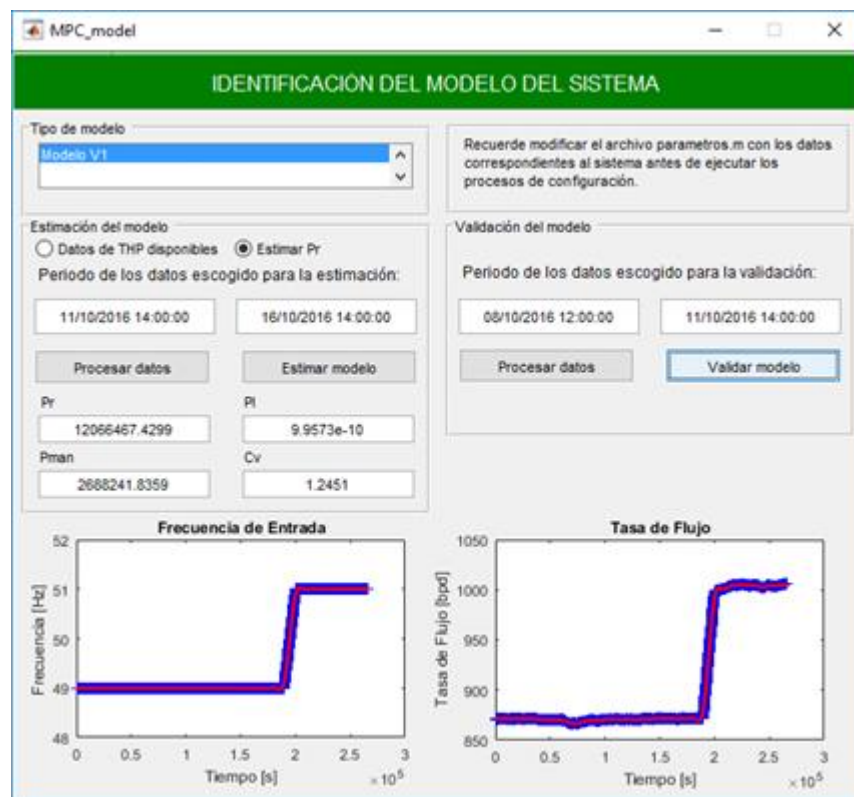 MPC_model
IDENTIFICACIÓN DEL MODELO DEL SISTEMA
Tipo de modelo
Modelo V1
Recuerde modificar el archivo parametros.m con los datos
correspondientes al sistema antes de ejecutar los
procesos de configuración.
Estimación del modelo
Datos de THP disponibles Estimar Pr
Periodo de los datos escogido para la estimación:
11/10/2016 14:00:00 16/10/2016 14:00:00
Procesar datos Estimar modelo
Pr PI
12066467.4299 9.9573e-10
Pman Cv
2688241.8359 1.2451
Validación del modelo
Periodo de los datos escogido para la validación:
08/10/2016 12:00:00 11/10/2016 14:00:00
Procesar datos Validar modelo
Frecuencia de Entrada
Frecuencia [Hz]
52
51
50
49
48
0 0.5 1 1.5 2 2.5 3
Tiempo [s] × 10^5
Tasa de Flujo
Tasa de Flujo [bpd]
1050
1000
950
900
850
0 0.5 1 1.5 2 2.5 3
Tiempo [s] × 10^5